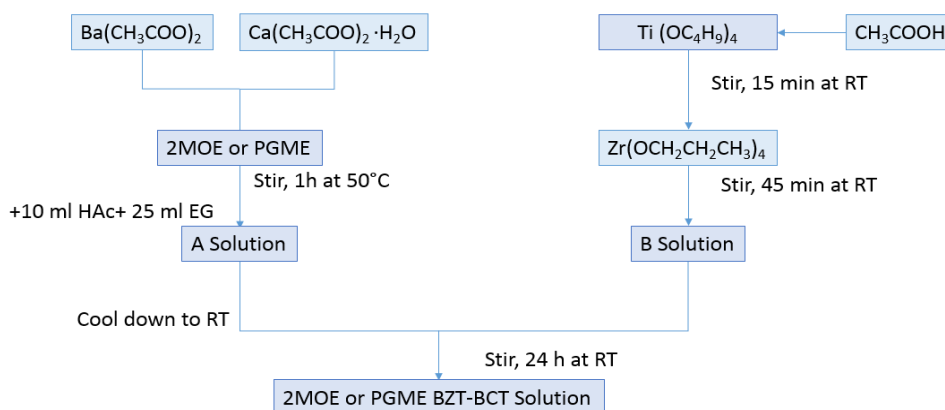 Ba(CH₃COO)₂
Ca(CH₃COO)₂ ·H₂O
Ti (OC₄H₉)₄
CH₃COOH
Stir, 15 min at RT
2MOE or PGME
Zr(OCH₂CH₂CH₃)₄
Stir, 1h at 50°C
Stir, 45 min at RT
+10 ml HAc+ 25 ml EG
A Solution
B Solution
Cool down to RT
Stir, 24 h at RT
2MOE or PGME BZT-BCT Solution